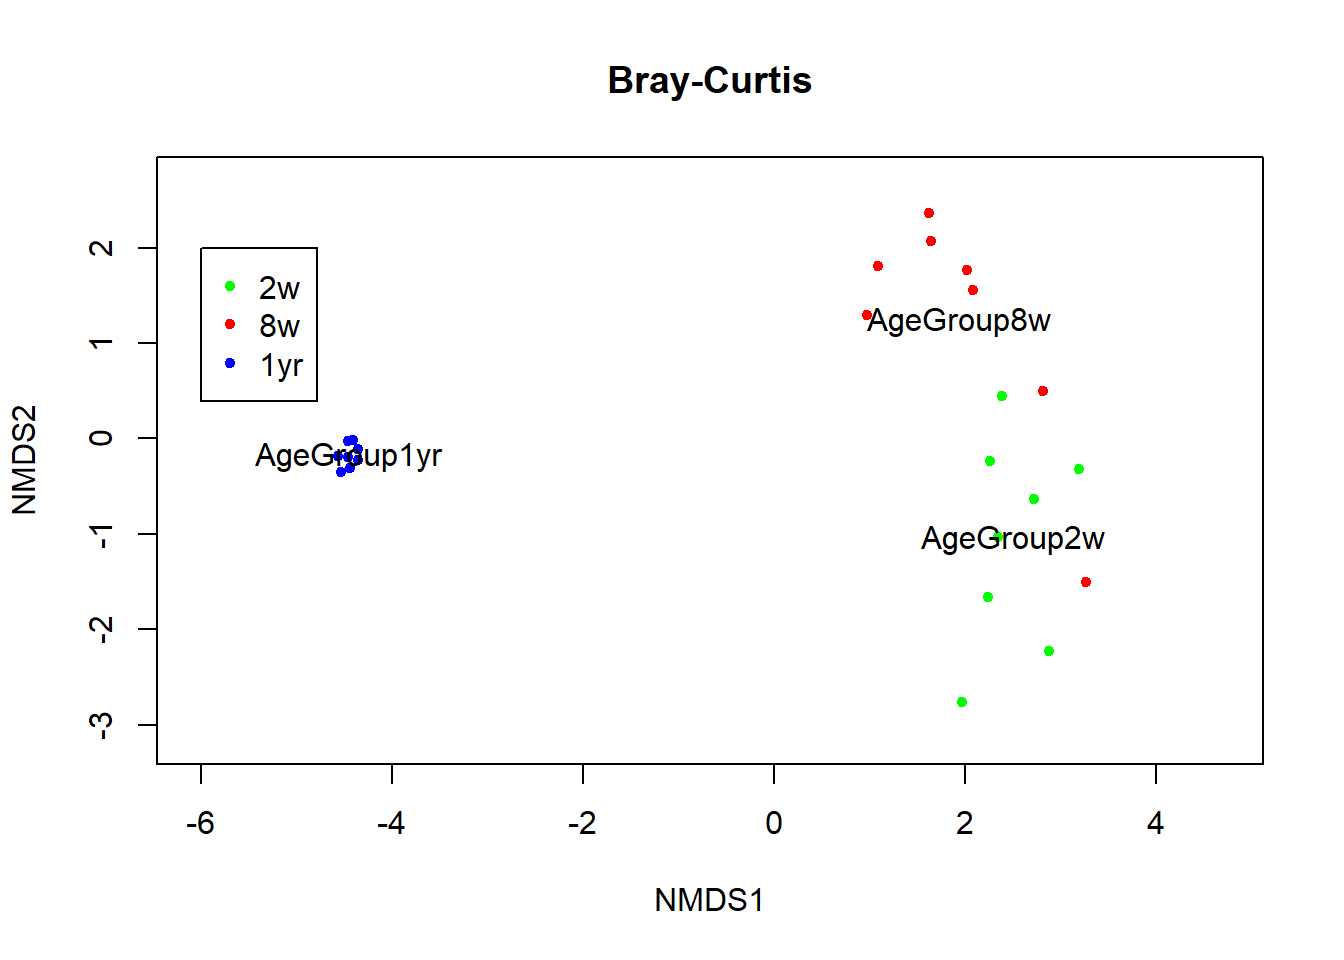 Bray-Curtis
2w
8w
1yr
AgeGroup8w
AgeGroup1yr
AgeGroup2w
NMDS2
2
1
0
-1
-2
-3
-6
-4
-2
0
2
4
NMDS1